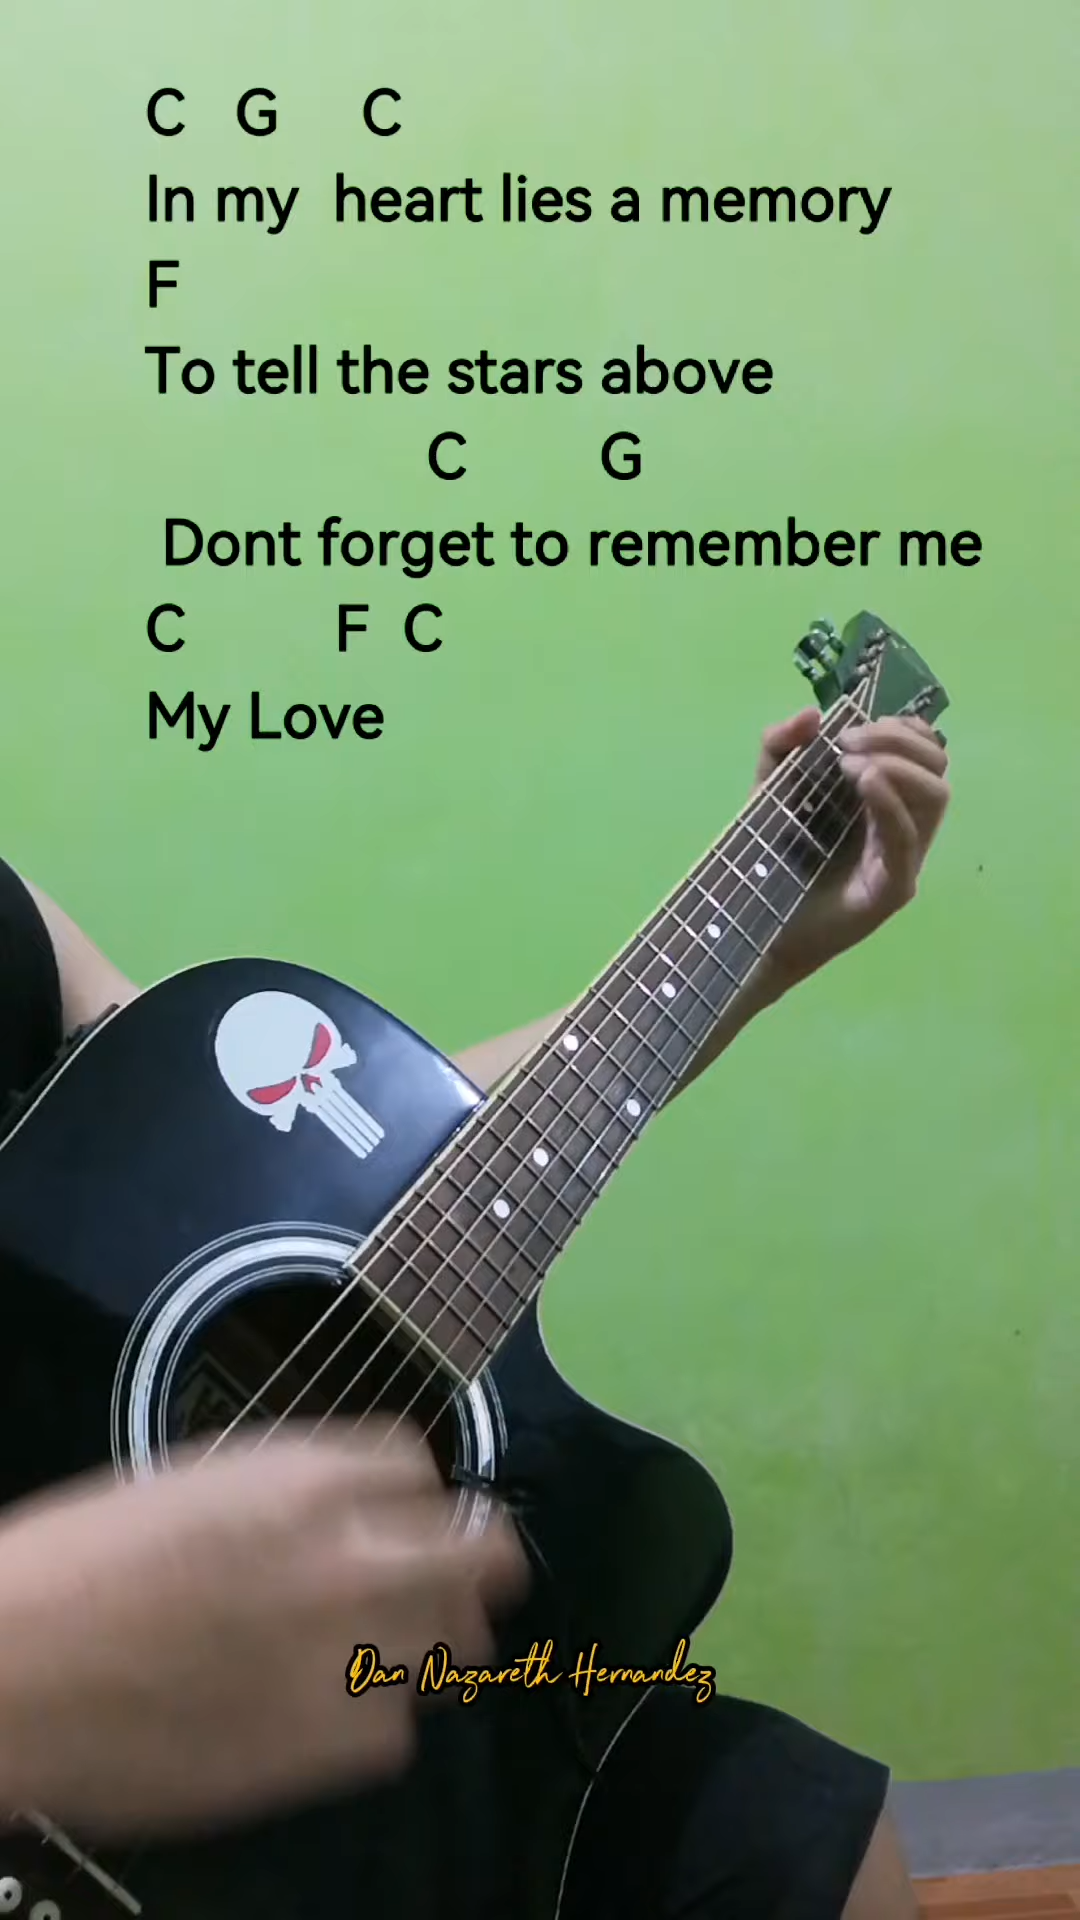 C G C
In my heart lies a memory
F
To tell the stars above
C G
Dont forget to remember me
C F C
My Love
Dan Nazareth Hernandez